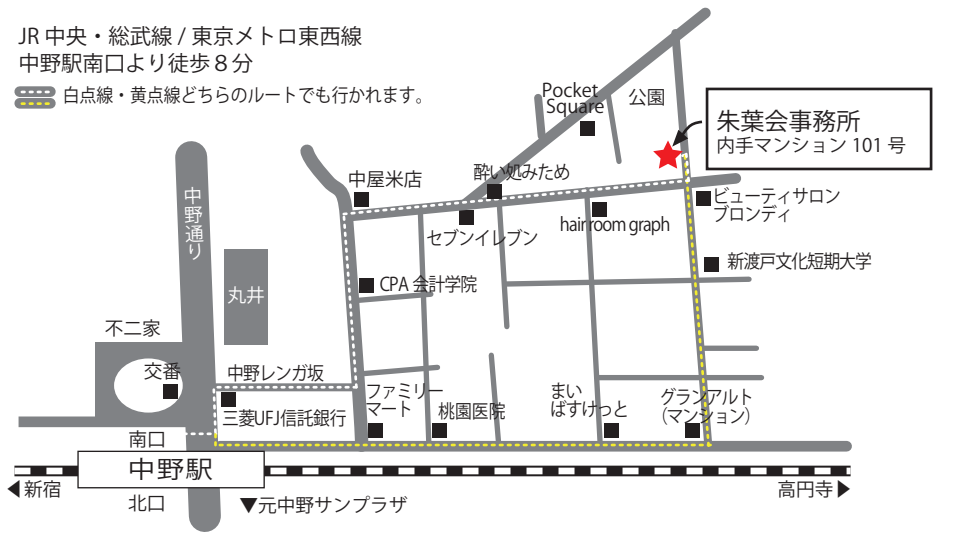 JR 中央・総武線 / 東京メトロ東西線
中野駅南口より徒歩８分
白点線・黄点線どちらのルートでも行かれます。
Pocket
Square
公園
朱葉会事務所
内手マンション 101 号
中野通り
中屋米店
酔い処みため
ビューティサロン
ブロンディ
セブンイレブン
hair room graph
新渡戸文化短期大学
丸井
CPA 会計学院
不二家
交番
中野レンガ坂
三菱UFJ信託銀行
ファミリー
マート
桃園医院
まい
ばすけっと
グランアルト
（マンション）
南口
中野駅
北口
◀新宿
▼元中野サンプラザ
高円寺▶